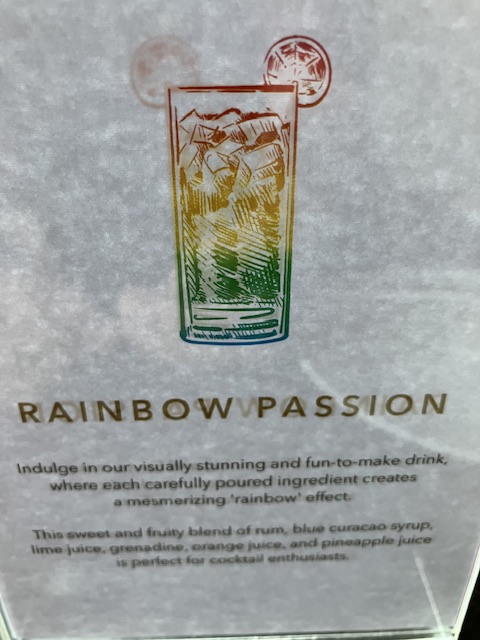 RAINBOW PASSION
Indulge in our visually stunning and fun-to-make drink,
where each carefully poured ingredient creates
a mesmerizing 'rainbow' effect.
This sweet and fruity blend of rum, blue curacao syrup,
lime juice, grenadine, orange juice, and pineapple juice
is perfect for cocktail enthusiasts.